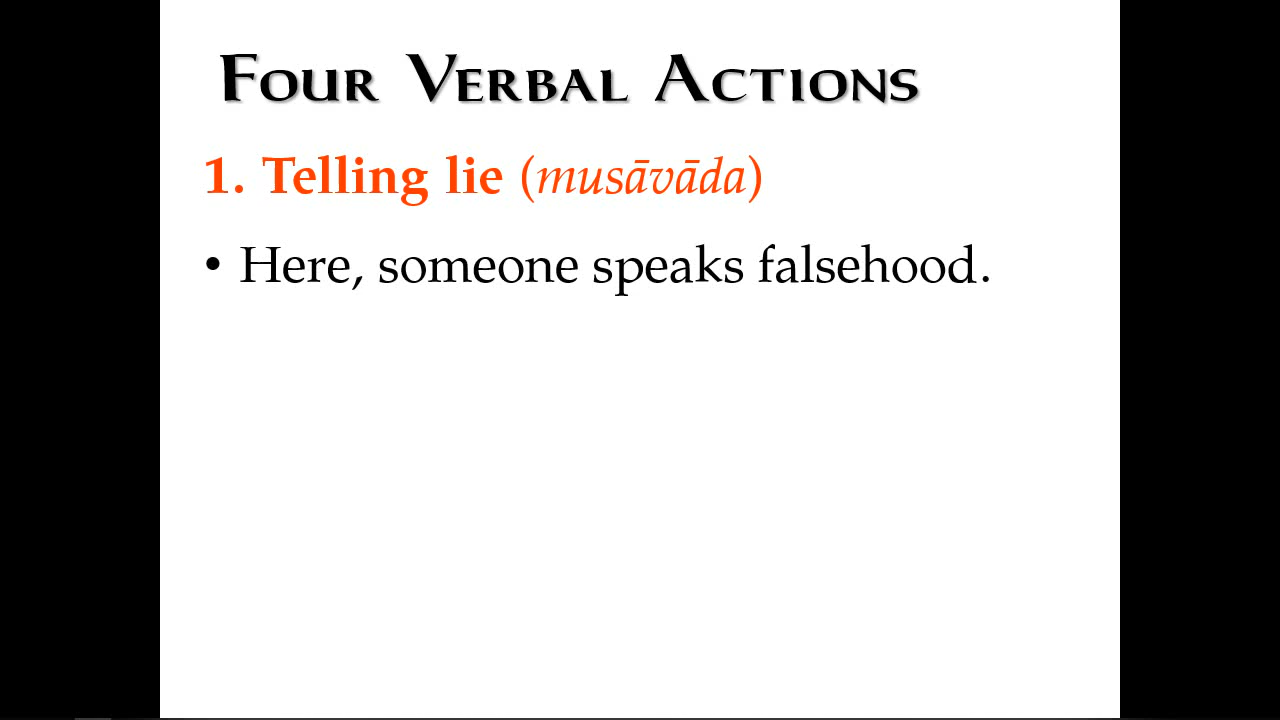 Four Verbal Actions
1. Telling lie (musāvāda)
• Here, someone speaks falsehood.